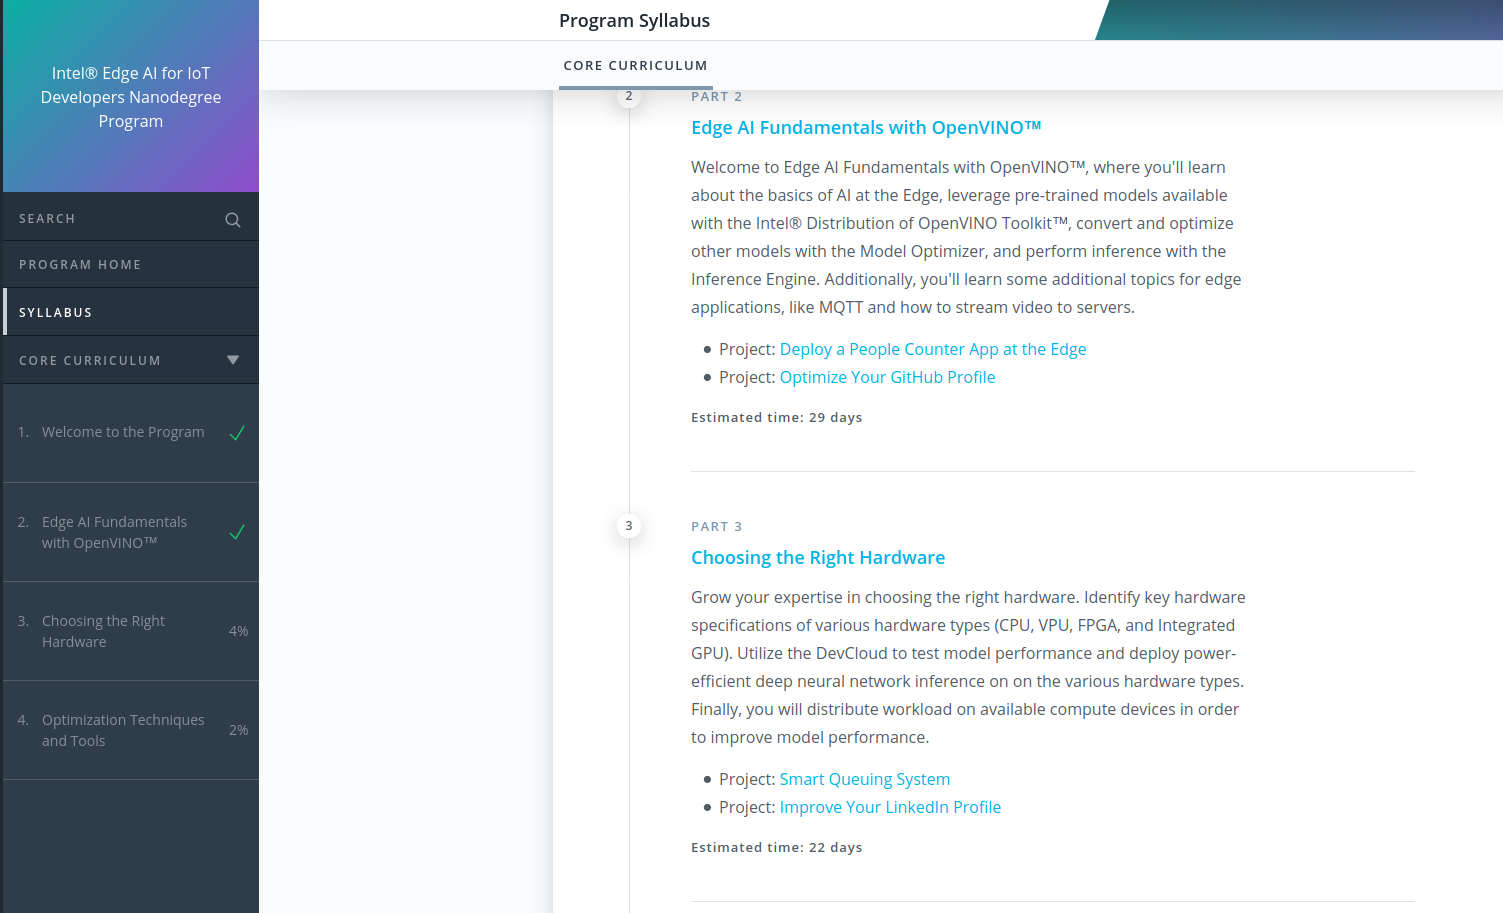 Intel® Edge AI for IoT
Developers Nanodegree
Program
SEARCH
PROGRAM HOME
SYLLABUS
CORE CURRICULUM
1. Welcome to the Program
2. Edge AI Fundamentals
with OpenVINO™
3. Choosing the Right
Hardware
4%
4. Optimization Techniques
and Tools
2%
Program Syllabus
CORE CURRICULUM
2
PART 2
Edge AI Fundamentals with OpenVINO™
Welcome to Edge AI Fundamentals with OpenVINO™, where you'll learn
about the basics of AI at the Edge, leverage pre-trained models available
with the Intel® Distribution of OpenVINO Toolkit™, convert and optimize
other models with the Model Optimizer, and perform inference with the
Inference Engine. Additionally, you'll learn some additional topics for edge
applications, like MQTT and how to stream video to servers.
● Project: Deploy a People Counter App at the Edge
● Project: Optimize Your GitHub Profile
Estimated time: 29 days
3
PART 3
Choosing the Right Hardware
Grow your expertise in choosing the right hardware. Identify key hardware
specifications of various hardware types (CPU, VPU, FPGA, and Integrated
GPU). Utilize the DevCloud to test model performance and deploy power-
efficient deep neural network inference on on the various hardware types.
Finally, you will distribute workload on available compute devices in order
to improve model performance.
● Project: Smart Queuing System
● Project: Improve Your LinkedIn Profile
Estimated time: 22 days